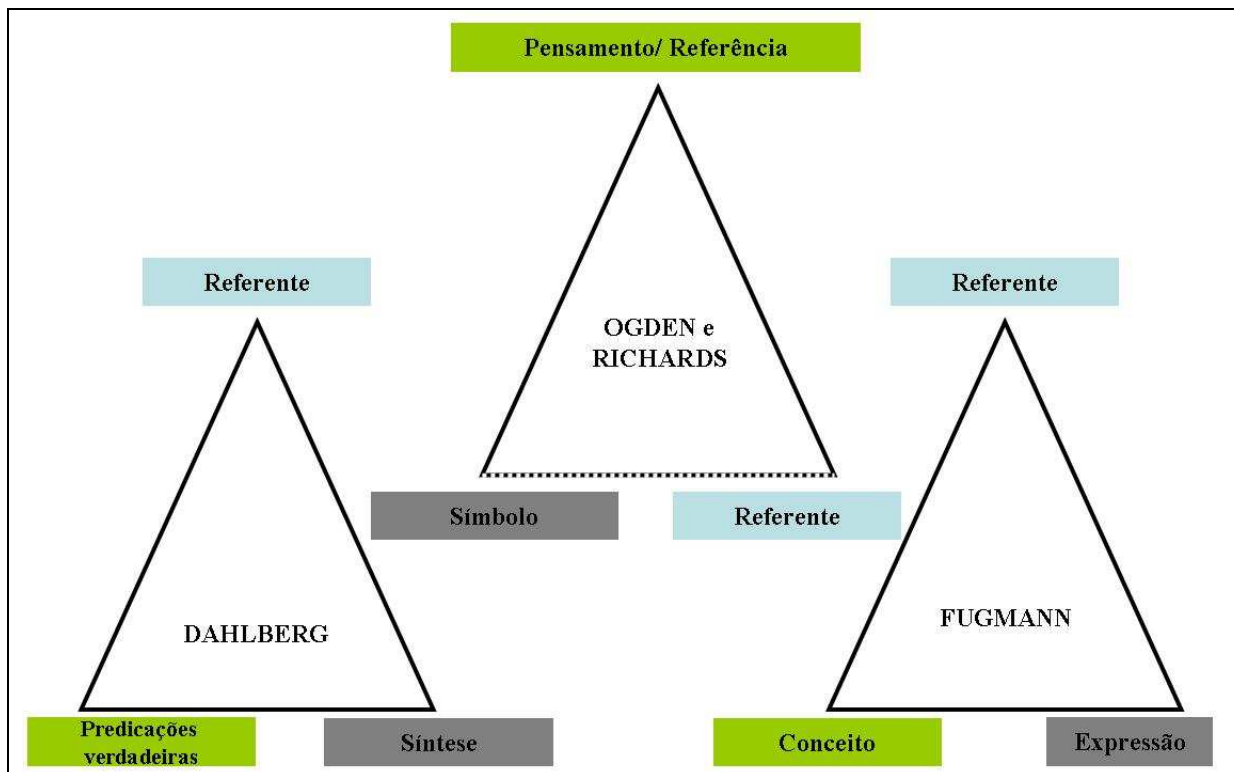 Pensamento/ Referência
Referente
Referente
OGDEN e
RICHARDS
Símbolo
Referente
DAHLBERG
FUGMANN
Predicações
verdadeiras
Síntese
Conceito
Expressão